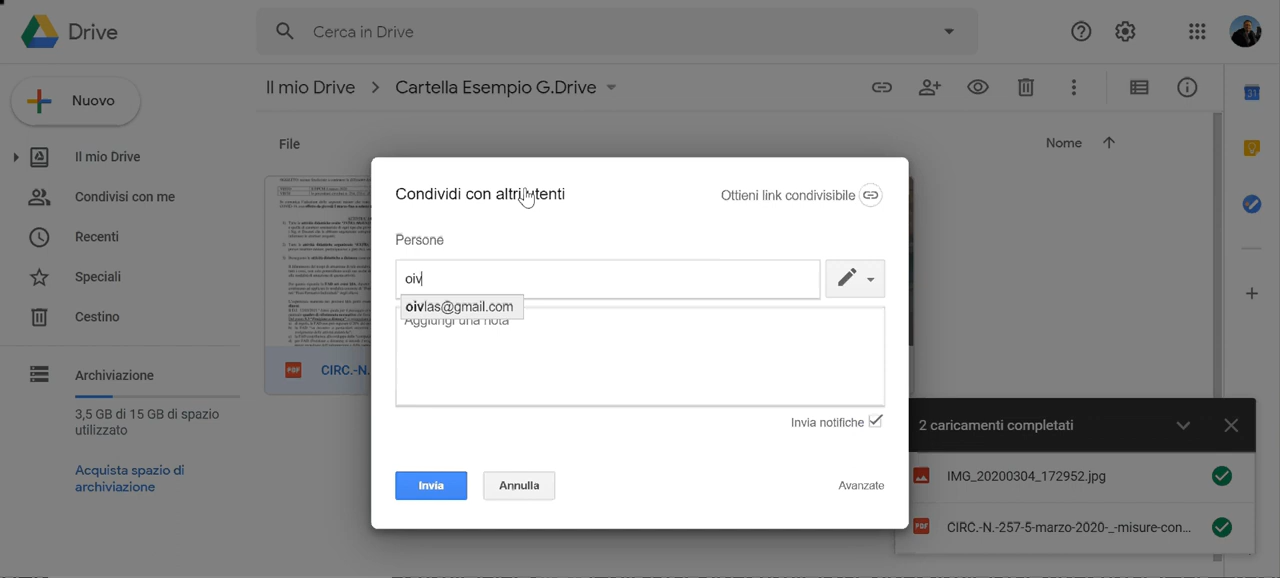 Drive
Cerca in Drive
Nuovo
Il mio Drive
Cartella Esempio G.Drive
File
Nome
Il mio Drive
Condivisi con me
Recenti
Speciali
Cestino
Archiviazione
3,5 GB di 15 GB di spazio
utilizzato
Acquista spazio di
archiviazione
PDF
CIRC.-N.
Condividi con altri utenti
Ottieni link condivisibile
Persone
oiv
oivlas@gmail.com
Aggiungi una nota
Invia notifiche
Invia
Annulla
Avanzate
2 caricamenti completati
IMG_20200304_172952.jpg
PDF
CIRC.-N.-257-5-marzo-2020-_-misure-con...
31